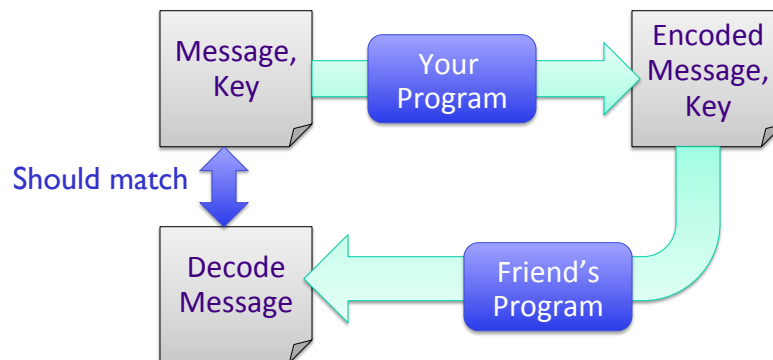 Message,
Key
Your
Program
Encoded
Message,
Key
Should match
Decode
Message
Friend's
Program